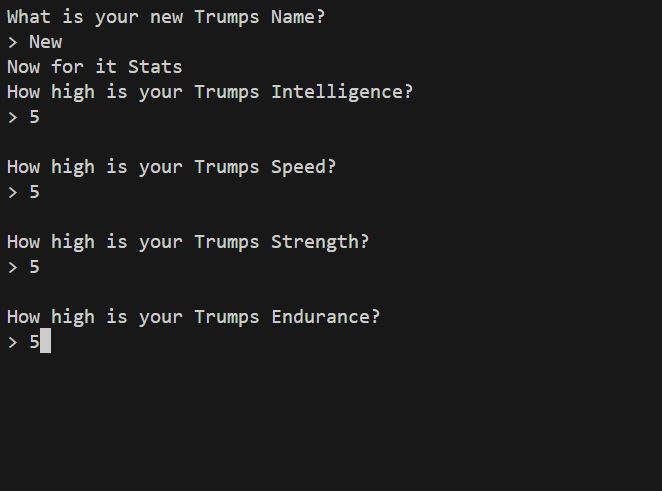 What is your new Trumps Name?
> New
Now for it Stats
How high is your Trumps Intelligence?
> 5
How high is your Trumps Speed?
> 5
How high is your Trumps Strength?
> 5
How high is your Trumps Endurance?
> 5